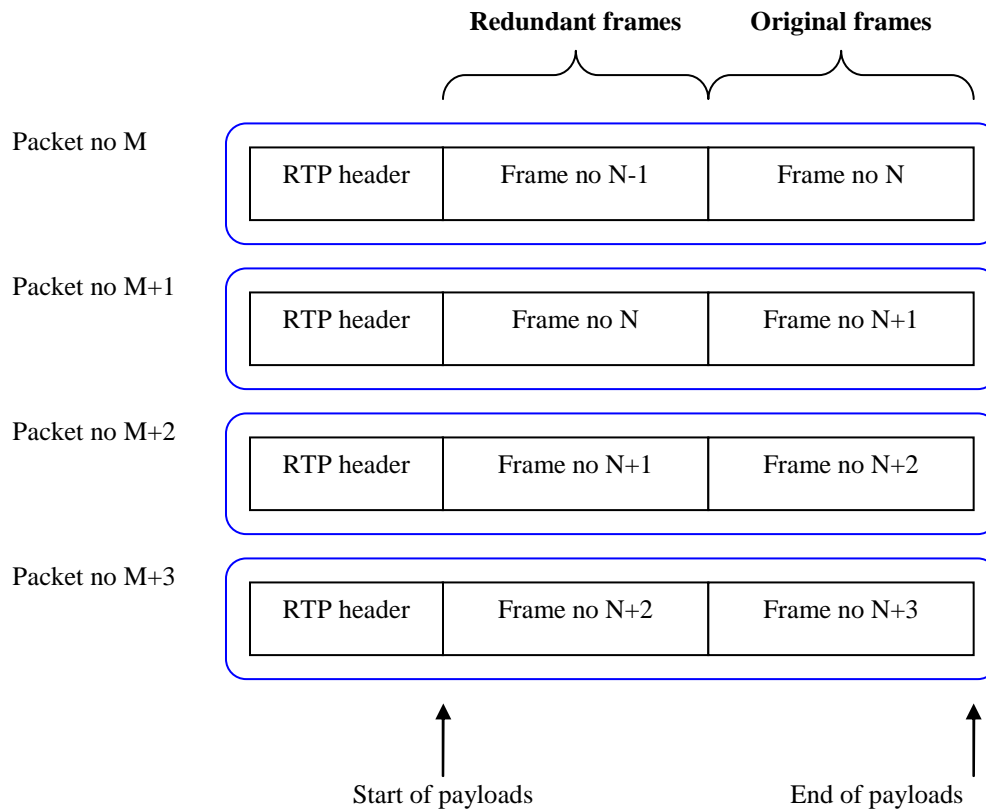 Redundant frames Original frames
Packet no M
RTP header Frame no N-1 Frame no N
Packet no M+1
RTP header Frame no N Frame no N+1
Packet no M+2
RTP header Frame no N+1 Frame no N+2
Packet no M+3
RTP header Frame no N+2 Frame no N+3
Start of payloads End of payloads